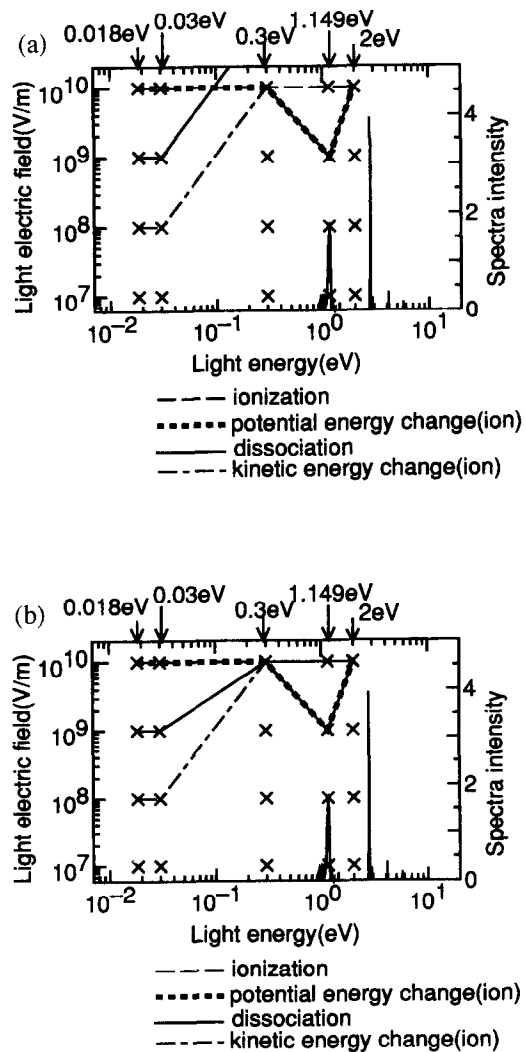 (a)
0.018eV 0.03eV 0.3eV 1.149eV 2eV
Light electric field(V/m)
10^10
10^9
10^8
10^7
4
2
0
Spectra intensity
10^-2 10^-1 10^0 10^1
Light energy(eV)
ionization
potential energy change(ion)
dissociation
kinetic energy change(ion)
(b)
0.018eV 0.03eV 0.3eV 1.149eV 2eV
Light electric field(V/m)
10^10
10^9
10^8
10^7
4
2
0
Spectra intensity
10^-2 10^-1 10^0 10^1
Light energy(eV)
ionization
potential energy change(ion)
dissociation
kinetic energy change(ion)